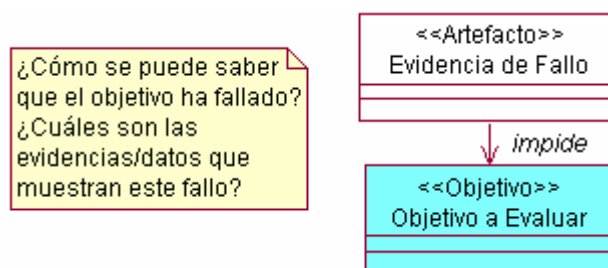 ¿Cómo se puede saber
que el objetivo ha fallado?
¿Cuáles son las
evidencias/datos que
muestran este fallo?
<<Artefacto>>
Evidencia de Fallo
impide
<<Objetivo>>
Objetivo a Evaluar